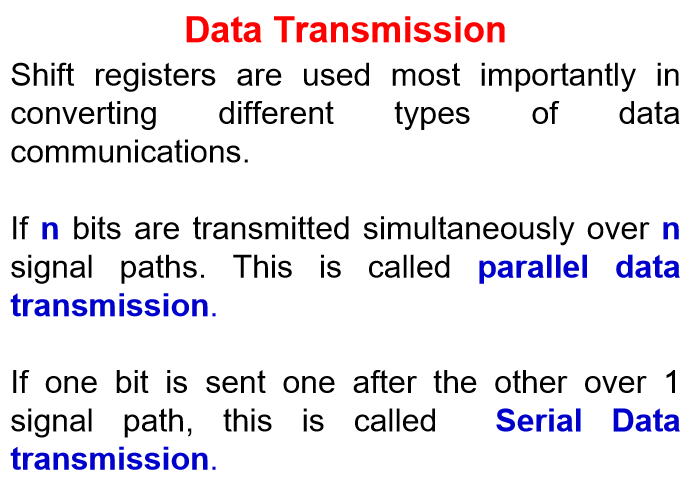 Data Transmission
Shift registers are used most importantly in
converting different types of data
communications.
If n bits are transmitted simultaneously over n
signal paths. This is called parallel data
transmission.
If one bit is sent one after the other over 1
signal path, this is called Serial Data
transmission.